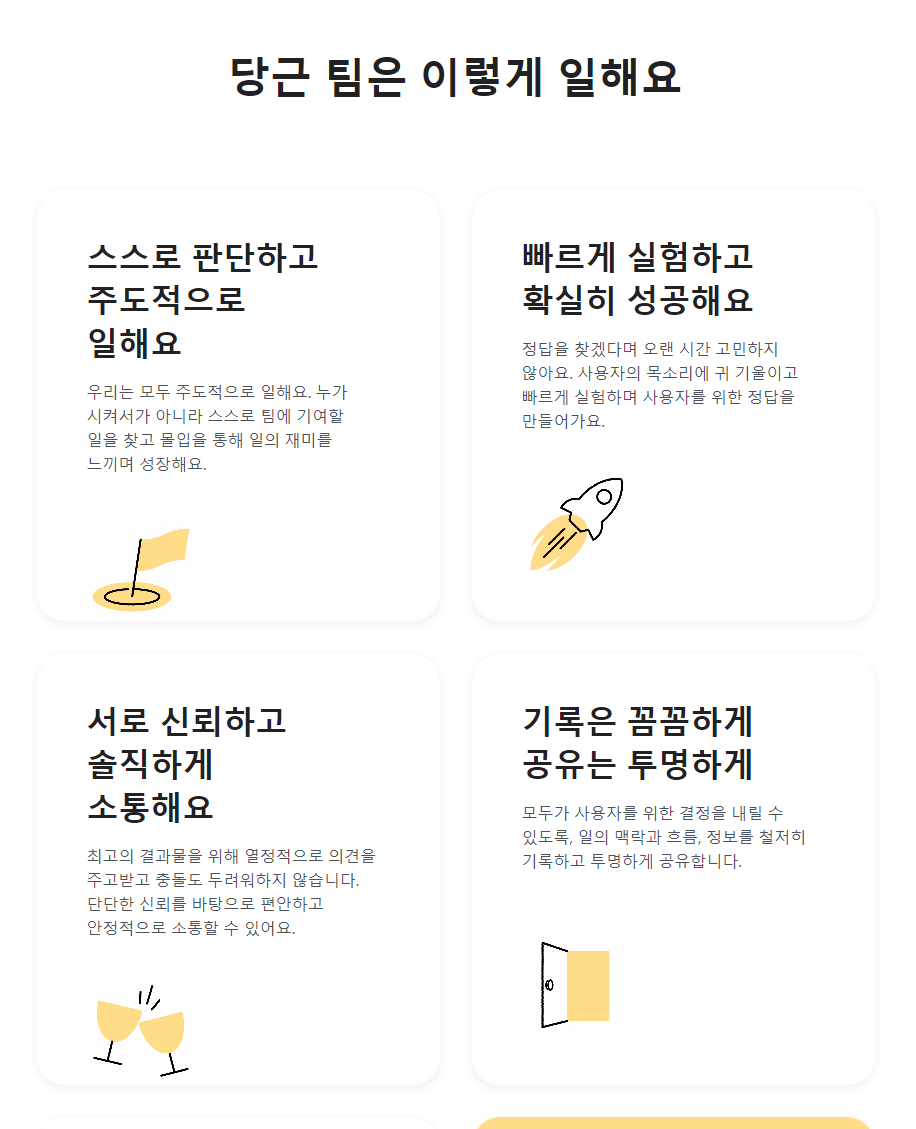 당근 팀은 이렇게 일해요
스스로 판단하고
주도적으로
일해요
우리는 모두 주도적으로 일해요. 누가
시켜서가 아니라 스스로 팀에 기여할
일을 찾고 몰입을 통해 일의 재미를
느끼며 성장해요.
빠르게 실험하고
확실히 성공해요
정답을 찾겠다며 오랜 시간 고민하지
않아요. 사용자의 목소리에 귀 기울이고
빠르게 실험하며 사용자를 위한 정답을
만들어가요.
서로 신뢰하고
솔직하게
소통해요
최고의 결과물을 위해 열정적으로 의견을
주고받고 충돌도 두려워하지 않습니다.
단단한 신뢰를 바탕으로 편안하고
안정적으로 소통할 수 있어요.
기록은 꼼꼼하게
공유는 투명하게
모두가 사용자를 위한 결정을 내릴 수
있도록, 일의 맥락과 흐름, 정보를 철저히
기록하고 투명하게 공유합니다.